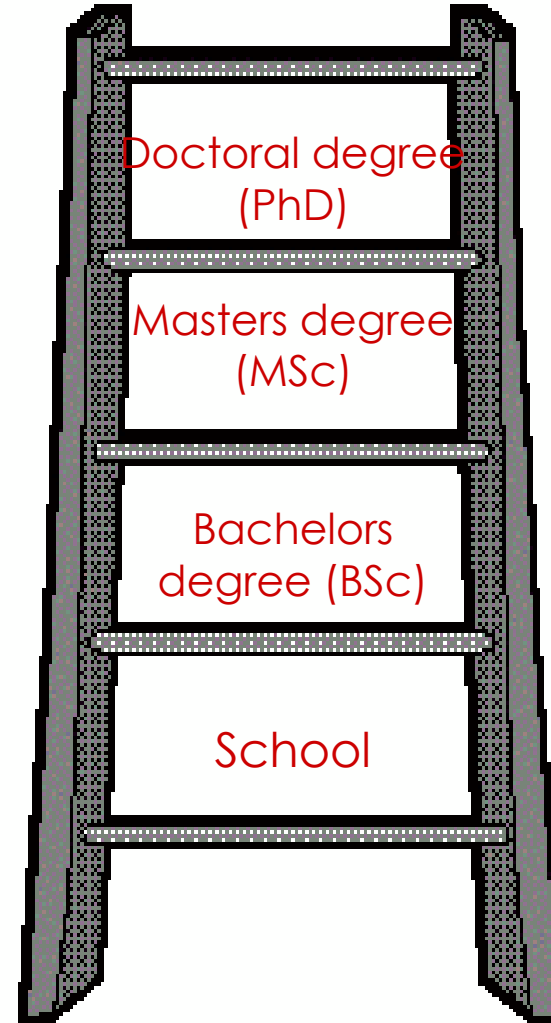 Doctoral degree
(PhD)
Masters degree
(MSc)
Bachelors
degree (BSc)
School